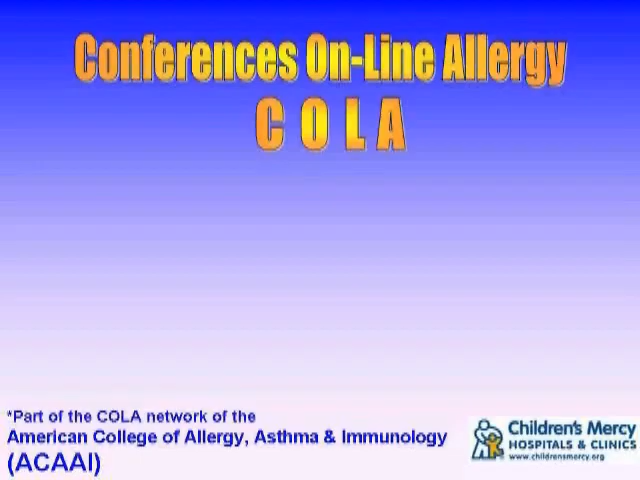 Conferences On-Line Allergy
C O L A
*Part of the COLA network of the
American College of Allergy, Asthma & Immunology
(ACAAI)
Children's Mercy
HOSPITALS & CLINICS
www.childrensmercy.org